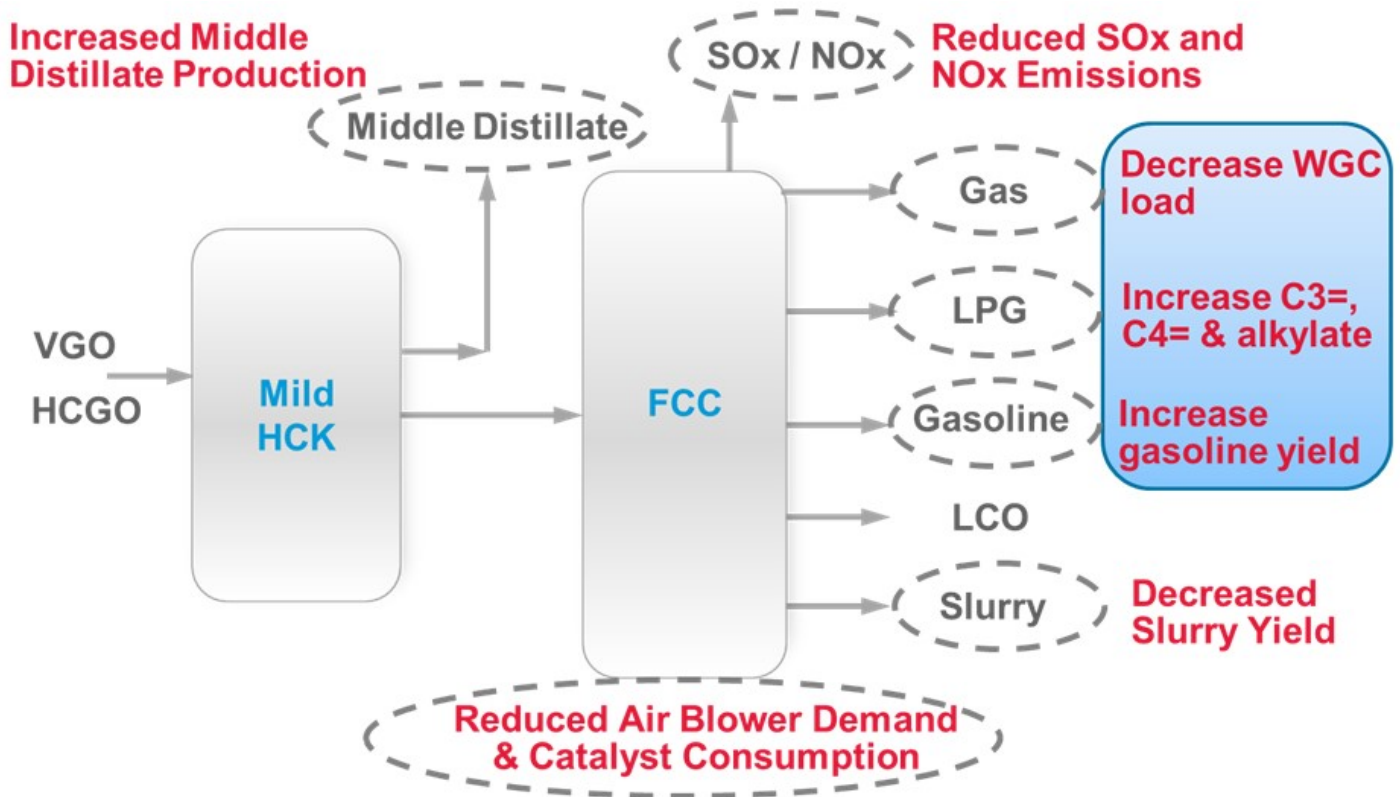 Increased Middle
Distillate Production
SOx / NOx
Reduced SOx and
NOx Emissions
Middle Distillate
Gas
Decrease WGC
load
VGO
HCGO
Mild
HCK
FCC
LPG
Increase C3=,
C4= & alkylate
Gasoline
Increase
gasoline yield
LCO
Slurry
Decreased
Slurry Yield
Reduced Air Blower Demand
& Catalyst Consumption